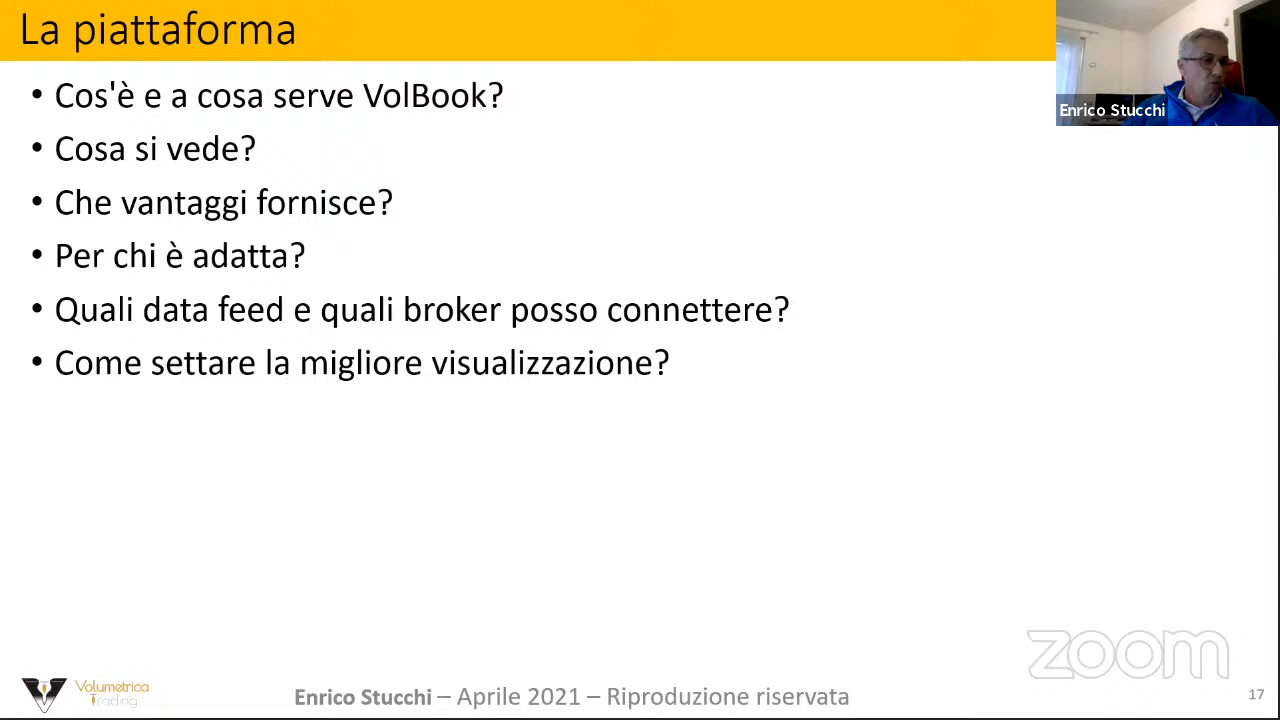 La piattaforma
Enrico Stucchi
• Cos'è e a cosa serve VolBook?
• Cosa si vede?
• Che vantaggi fornisce?
• Per chi è adatta?
• Quali data feed e quali broker posso connettere?
• Come settare la migliore visualizzazione?
zoom
Volumetrica
Trading
Enrico Stucchi – Aprile 2021 – Riproduzione riservata
17